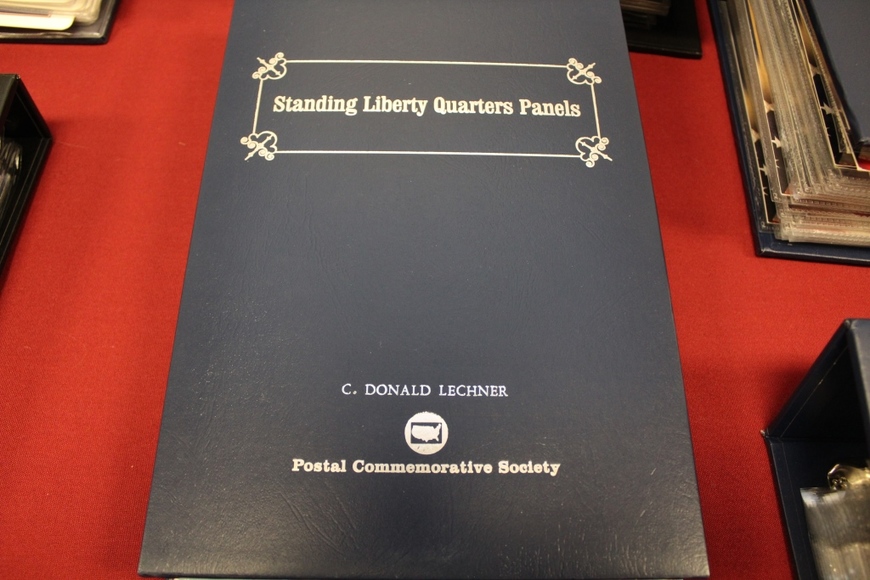 Standing Liberty Quarters Panels
C. DONALD LECHNER
Postal Commemorative Society